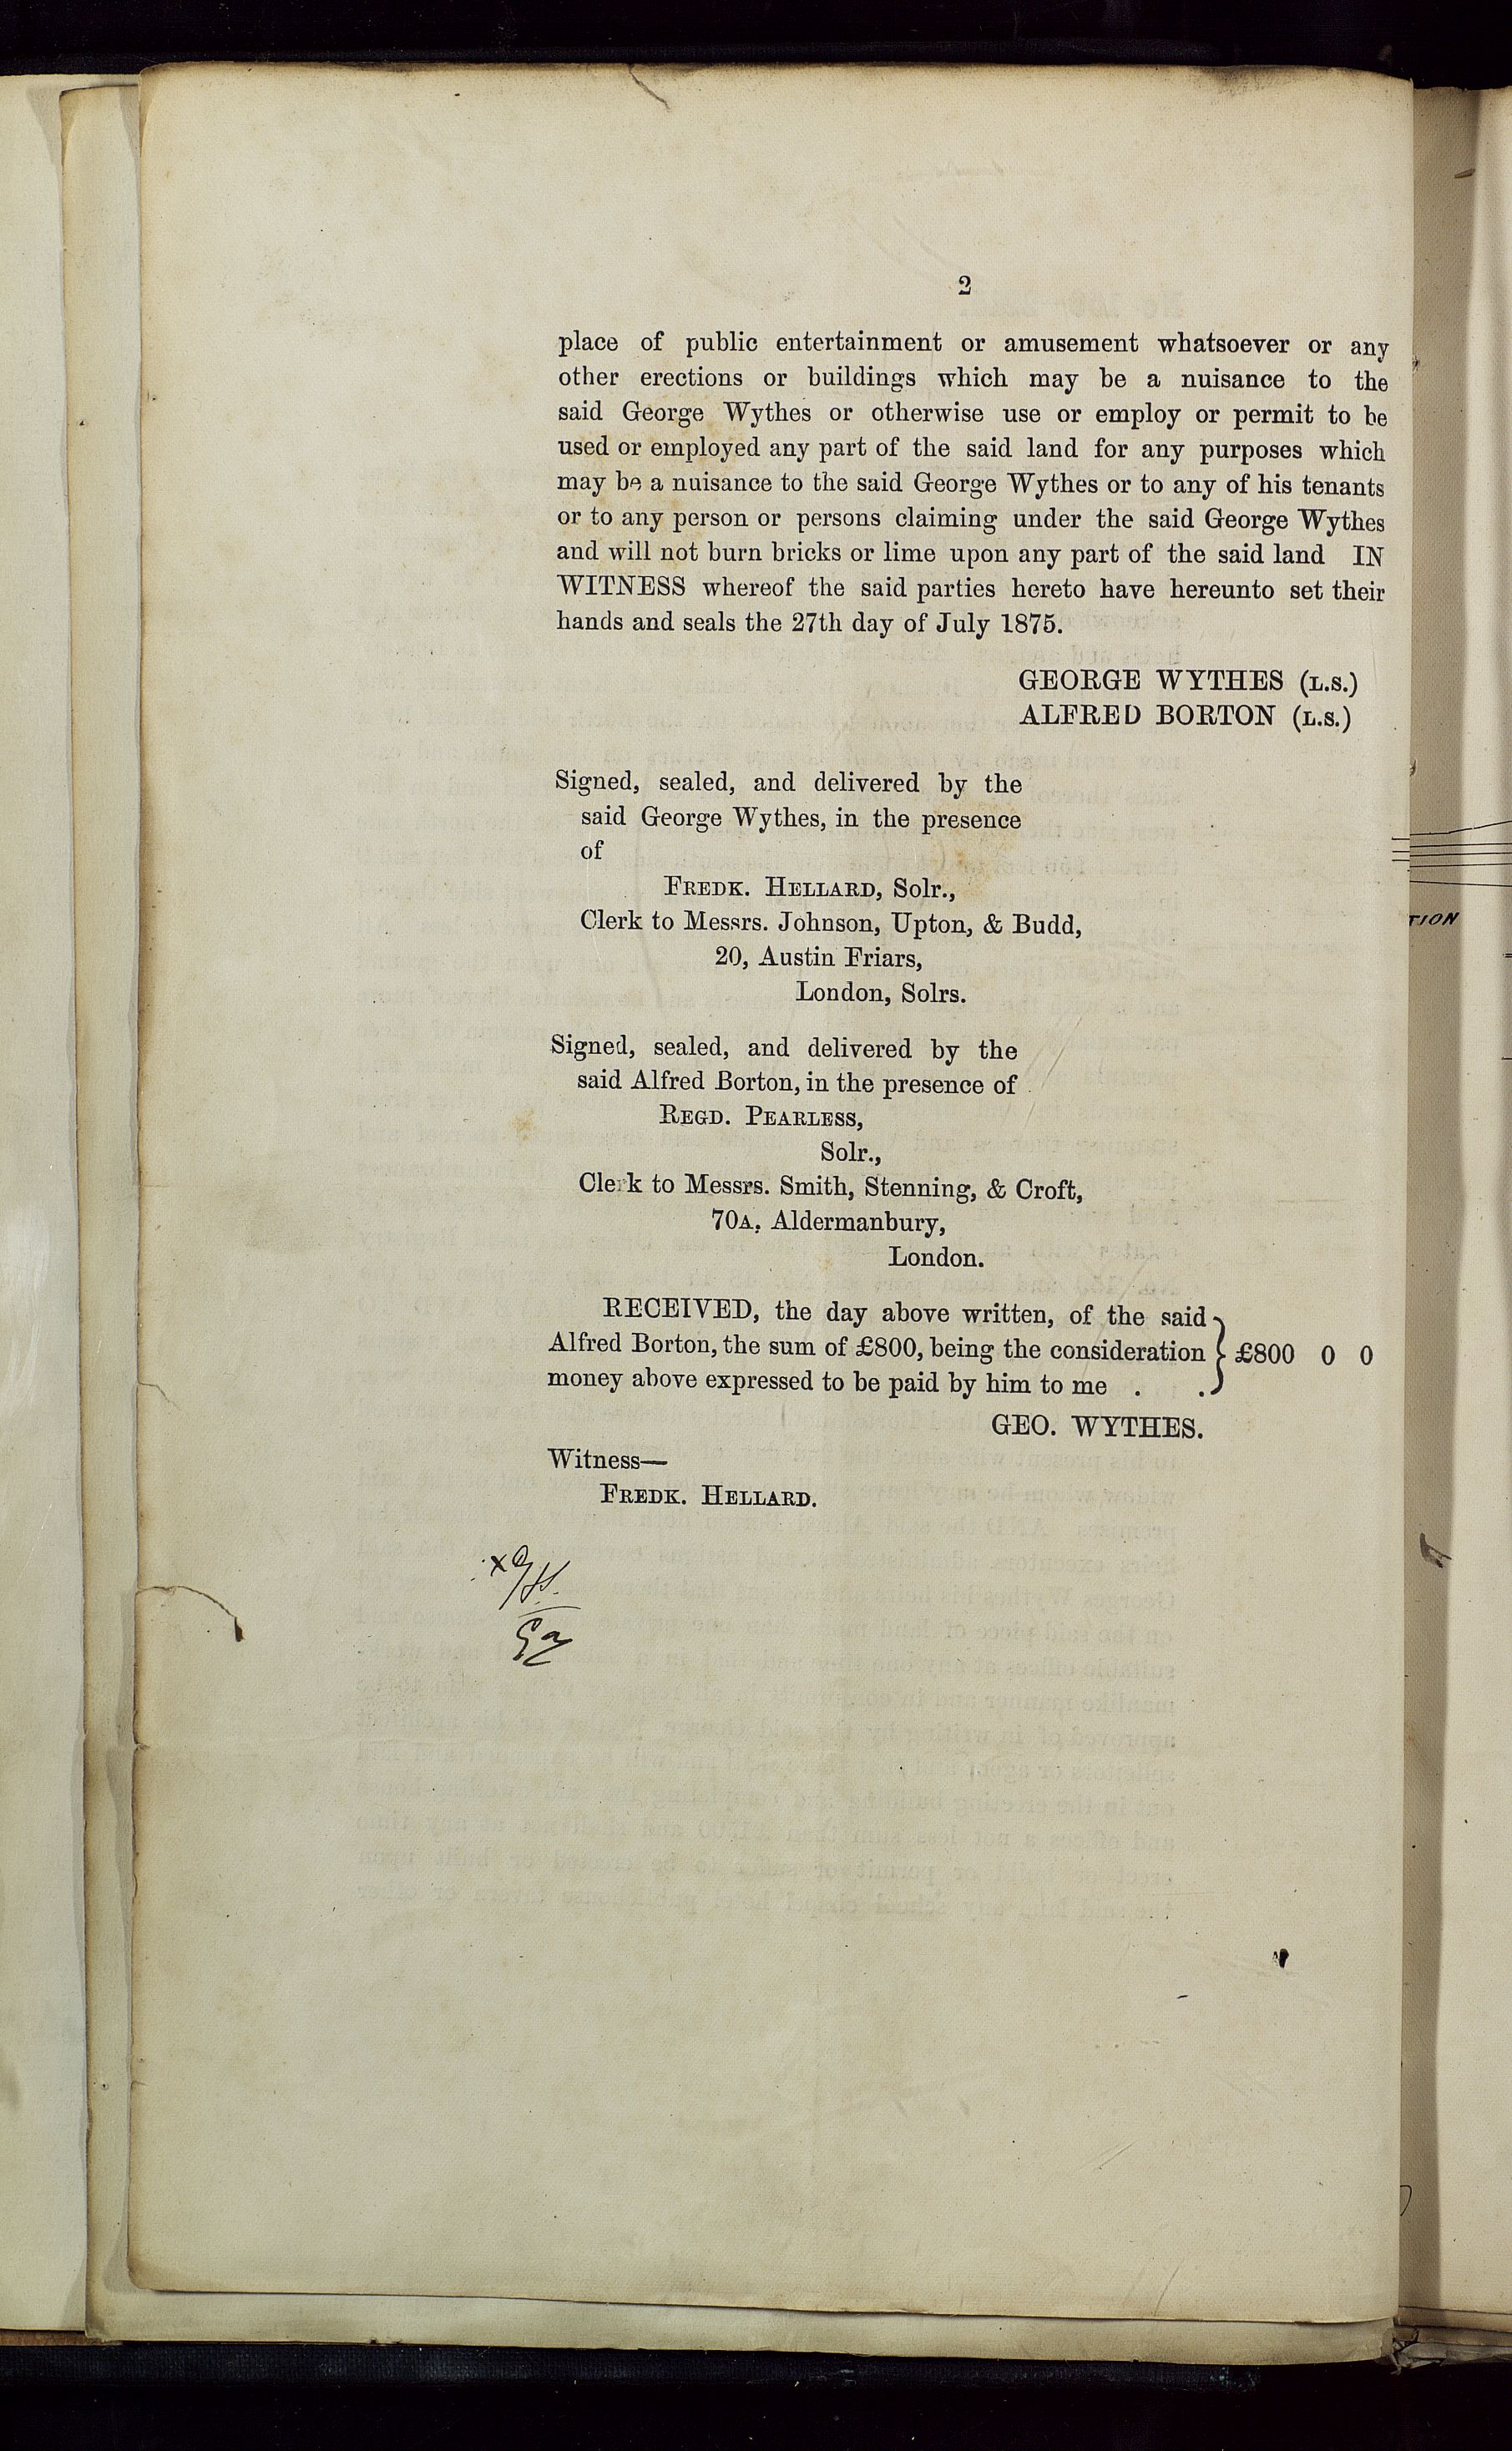 2
place of public entertainment or amusement whatsoever or any
other erections or buildings which may be a nuisance to the
said George Wythes or otherwise use or employ or permit to be
used or employed any part of the said land for any purposes which
may be a nuisance to the said George Wythes or to any of his tenants
or to any person or persons claiming under the said George Wythes
and will not burn bricks or lime upon any part of the said land IN
WITNESS whereof the said parties hereto have hereunto set their
hands and seals the 27th day of July 1875.
GEORGE WYTHES (L.S.)
ALFRED BORTON (L.S.)
Signed, sealed, and delivered by the
said George Wythes, in the presence
of
FREDK. HELLARD, Solr.,
Clerk to Messrs. Johnson, Upton, & Budd,
20, Austin Friars,
London, Solrs.
Signed, sealed, and delivered by the
said Alfred Borton, in the presence of
REGD. PEARLESS,
Solr.,
Clerk to Messrs. Smith, Stenning, & Croft,
70A, Aldermanbury,
London.
RECEIVED, the day above written, of the said
Alfred Borton, the sum of £800, being the consideration } £800 0 0
money above expressed to be paid by him to me . .
GEO. WYTHES.
Witness—
FREDK. HELLARD.
TION